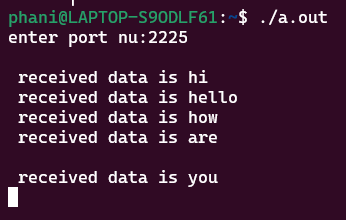 phani@LAPTOP-S9ODLF61:~$ ./a.out
enter port nu:2225
received data is hi
received data is hello
received data is how
received data is are
received data is you